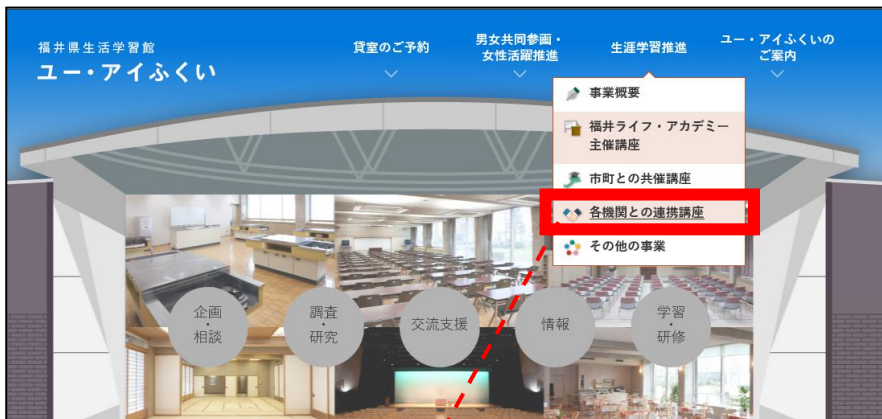 福井県生活学習館
ユー・アイふくい
貸室のご予約
男女共同参画・
女性活躍推進
生涯学習推進
ユー・アイふくいの
ご案内
事業概要
福井ライフ・アカデミー
主催講座
市町との共催講座
各機関との連携講座
その他の事業
企画
・
相談
調査
・
研究
交流支援
情報
学習
・
研修